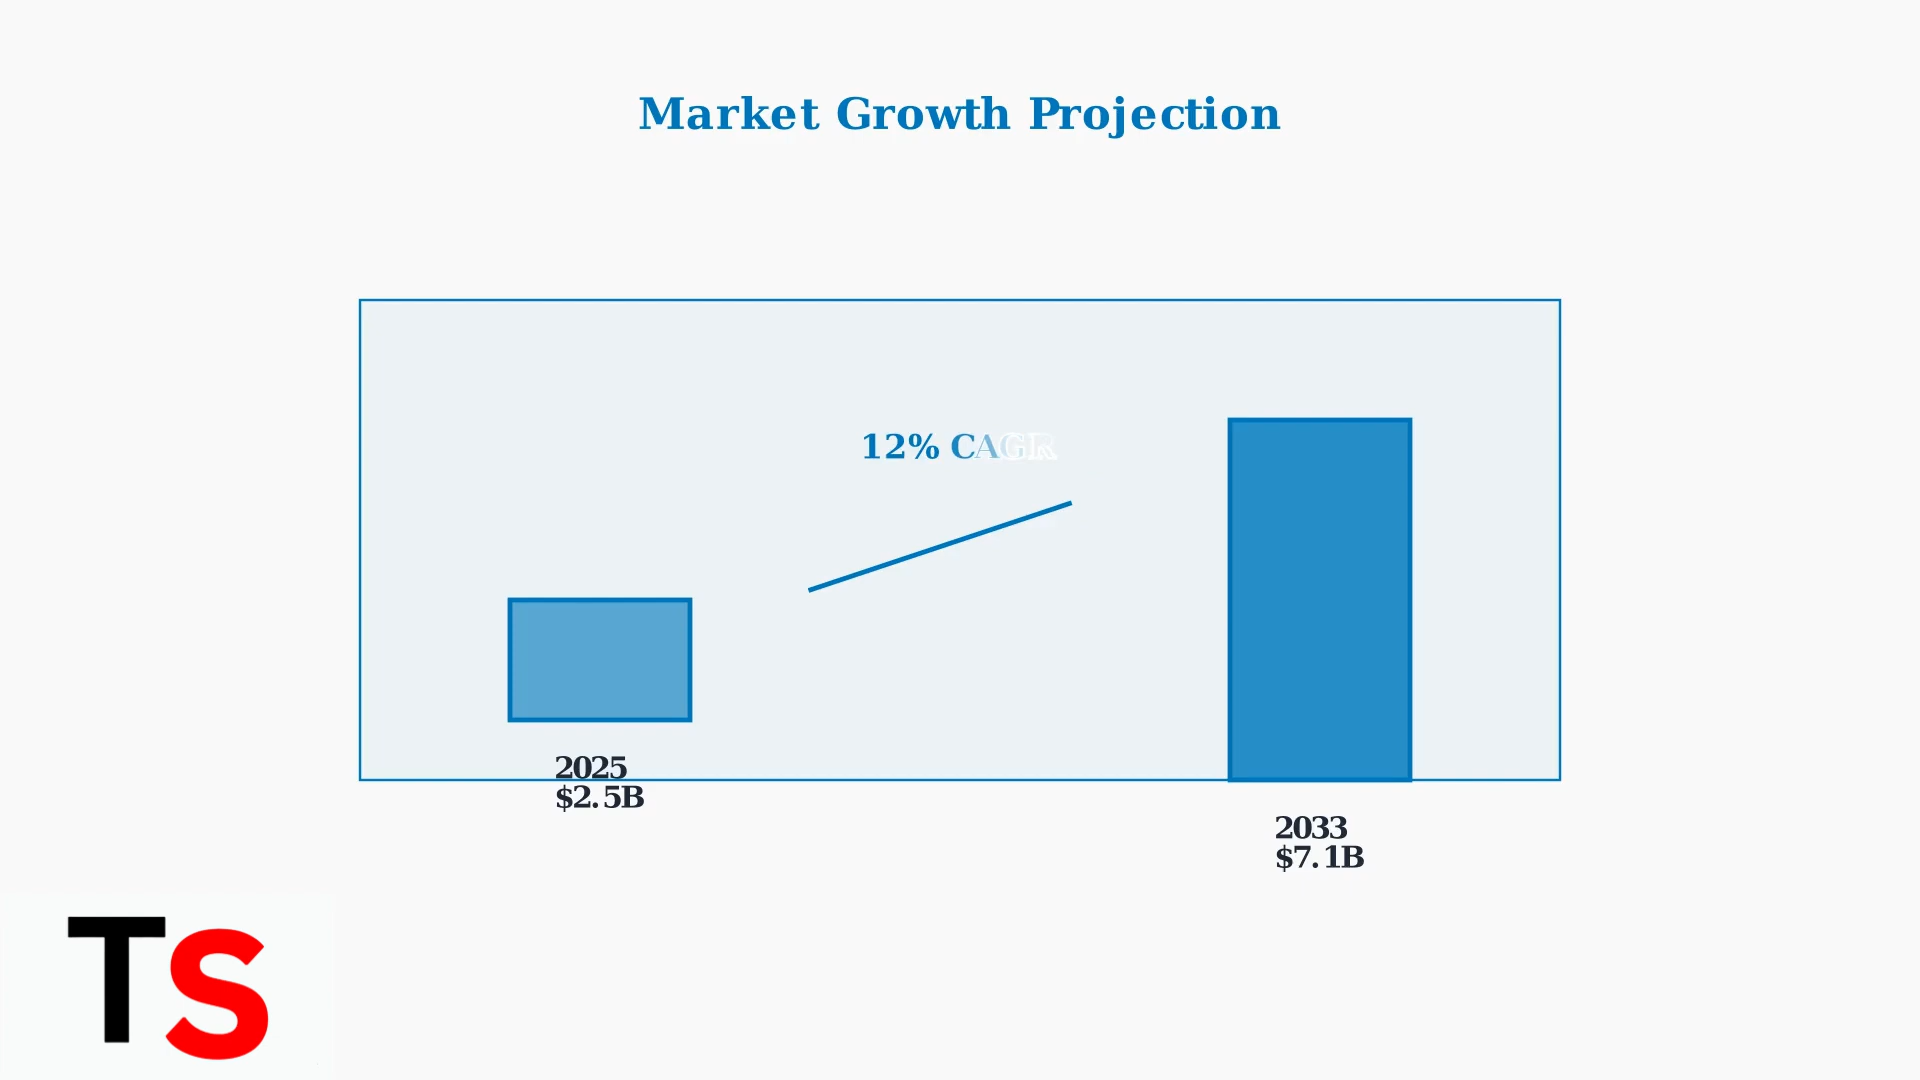 Market Growth Projection
12% CAGR
2025
$2.5B
2033
$7.1B
TS